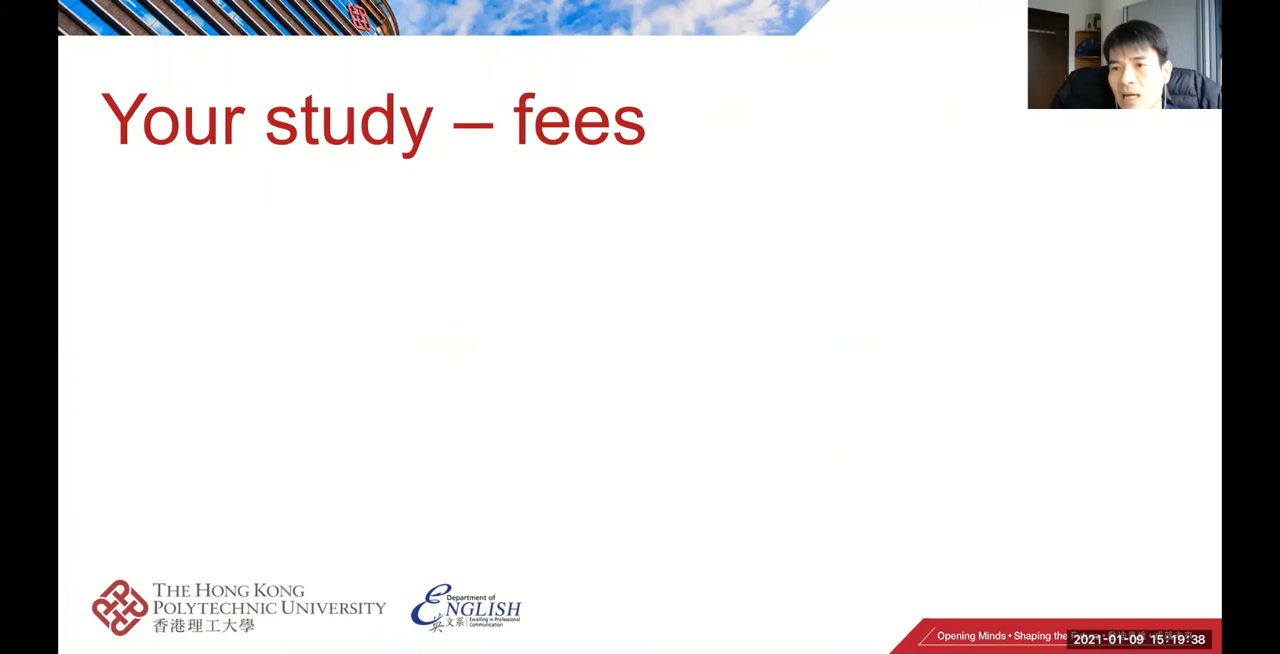 Your study – fees
THE HONG KONG
POLYTECHNIC UNIVERSITY
香港理工大學
Department of
ENGLISH
英文系
Excelling in Professional
Communication
Opening Minds • Shaping the
2021-01-09 15:19:38